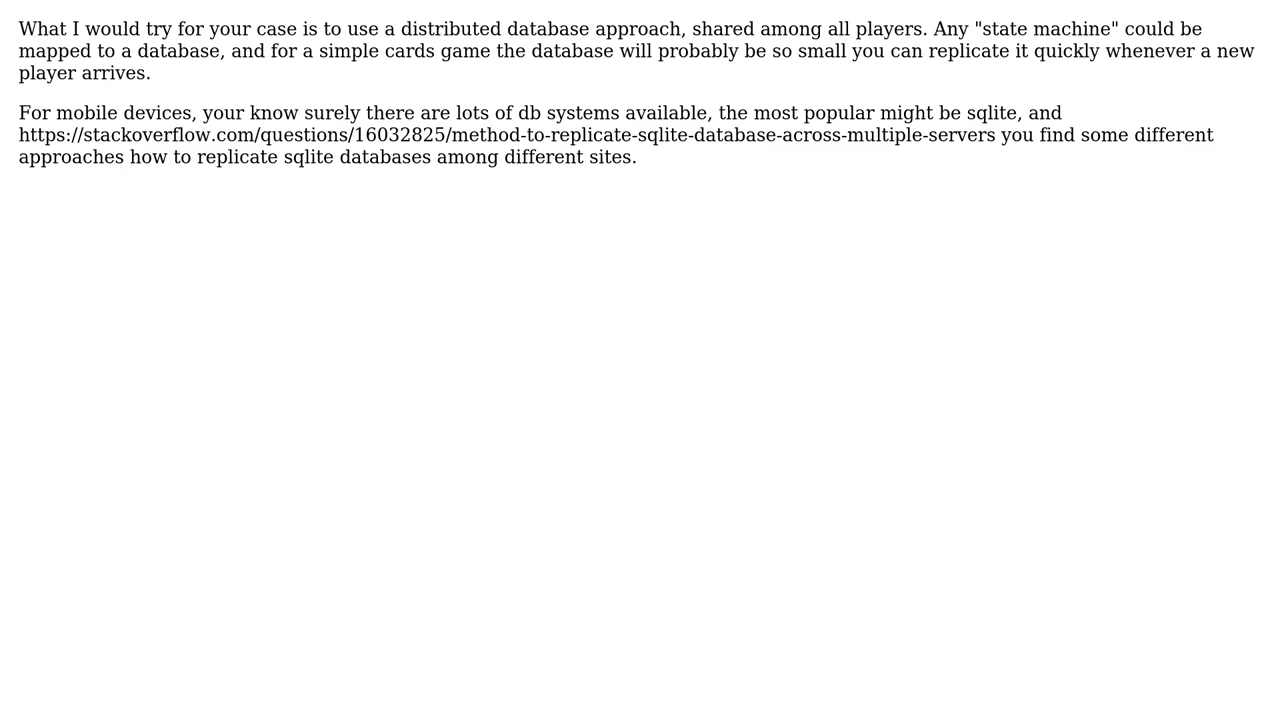 What I would try for your case is to use a distributed database approach, shared among all players. Any "state machine" could be
mapped to a database, and for a simple cards game the database will probably be so small you can replicate it quickly whenever a new
player arrives.
For mobile devices, your know surely there are lots of db systems available, the most popular might be sqlite, and
https://stackoverflow.com/questions/16032825/method-to-replicate-sqlite-database-across-multiple-servers you find some different
approaches how to replicate sqlite databases among different sites.